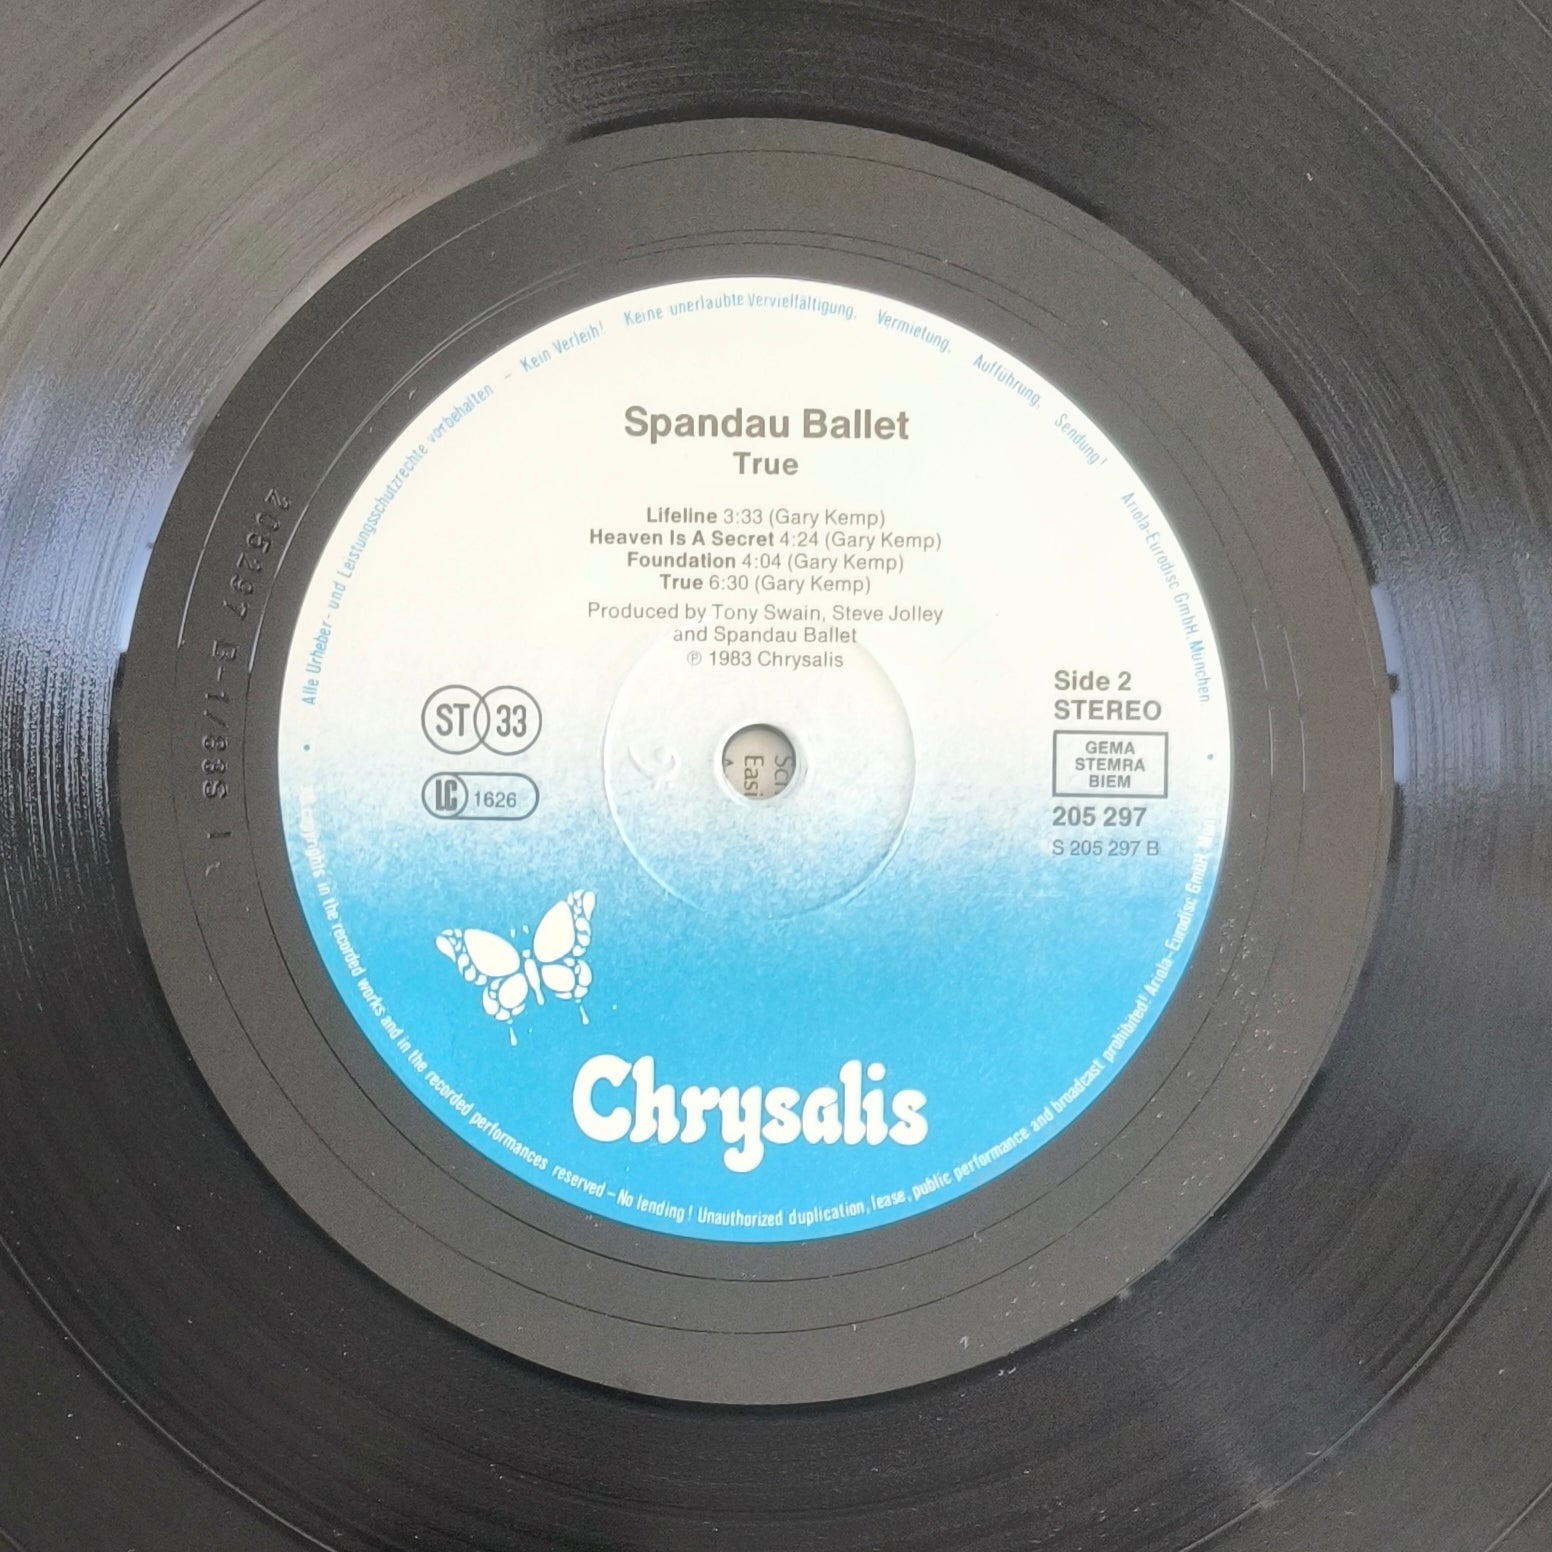 Alle Urheber- und Leistungsschutzrechte vorbehalten - Kein Verleih! Keine unerlaubte Vervielfältigung, Vermietung, Aufführung, Sendung! Ariola-Eurodisc GmbH, München
Spandau Ballet
True
Lifeline 3:33 (Gary Kemp)
Heaven Is A Secret 4:24 (Gary Kemp)
Foundation 4:04 (Gary Kemp)
True 6:30 (Gary Kemp)
Produced by Tony Swain, Steve Jolley
and Spandau Ballet
℗ 1983 Chrysalis
ST 33
LC 1626
Side 2
STEREO
GEMA
STEMRA
BIEM
205 297
S 205 297 B
Easi
Chrysalis
in the recorded works and in the recorded performances reserved – No lending! Unauthorized duplication, lease, public performance and broadcast prohibited! Ariola-Eurodisc GmbH
205297 B-1/83S